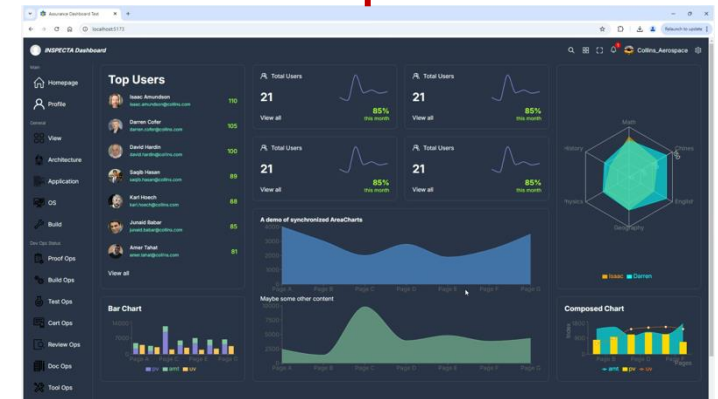 Assurance Dashboard Test
localhost:5173
Relaunch to update
INSPECTA Dashboard
Collins_Aerospace
Main
Homepage
Profile
General
View
Architecture
Application
OS
Build
Dev Ops Status
Proof Ops
Build Ops
Test Ops
Cert Ops
Review Ops
Doc Ops
Tool Ops
Top Users
Isaac Amundson
isaac.amundson@collins.com
110
Darren Cofer
darren.cofer@collins.com
105
David Hardin
david.hardin@collins.com
100
Saqib Hasan
saqib.hasan@collins.com
89
Karl Hoech
karl.hoech@collins.com
88
Junaid Babar
junaid.babar@collins.com
85
Amer Tahat
amer.tahat@collins.com
81
View all
Bar Chart
Page A Page C Page E Page G
pv amt uv
Total Users
21
View all
85%
this month
Total Users
21
View all
85%
this month
Total Users
21
View all
85%
this month
Total Users
21
View all
85%
this month
A demo of synchronized AreaCharts
4000
3000
2000
1000
0
Page A Page B Page C Page D Page E Page F Page G
Maybe some other content
10000
7500
5000
2500
0
Page A Page B Page C Page D Page E Page F Page G
Math
Chines
English
Geography
Physics
History
Isaac Darren
Composed Chart
Index
Page B Page D Page F
Pages
amt pv uv